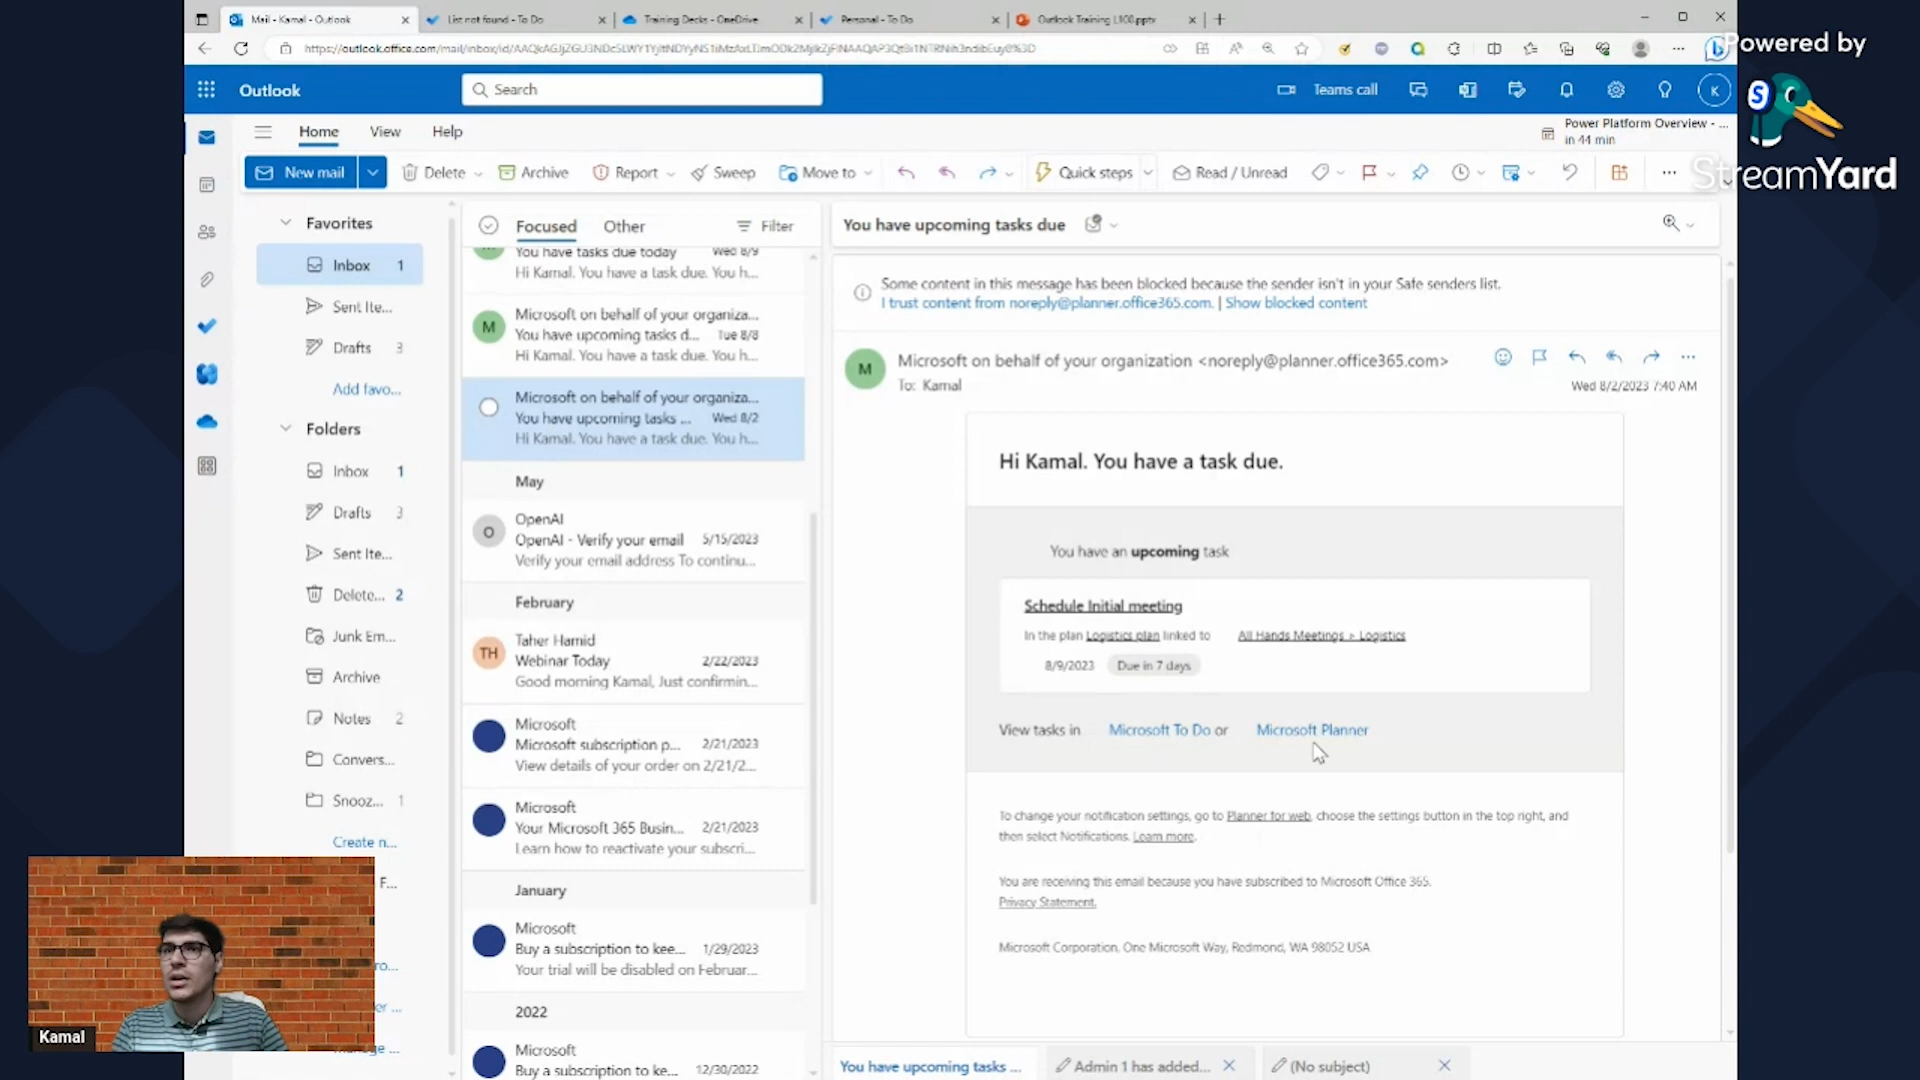 Mail - Kamal - Outlook
List not found - To Do
Training Decks - OneDrive
Personal - To Do
Outlook Training L100.pptx
Powered by
StreamYard
Outlook
Search
Teams call
K
Home
View
Help
Power Platform Overview - ...
in 44 min
New mail
Delete
Archive
Report
Sweep
Move to
Quick steps
Read / Unread
Favorites
Inbox 1
Sent Ite...
Drafts 3
Add favo...
Folders
Inbox 1
Drafts 3
Sent Ite...
Delete... 2
Junk Em...
Archive
Notes 2
Convers...
Snooz... 1
Create n...
F...
Focused
Other
Filter
You have tasks due today Wed 8/9
Hi Kamal. You have a task due. You h...
M
Microsoft on behalf of your organiza...
You have upcoming tasks d... Tue 8/8
Hi Kamal. You have a task due. You h...
Microsoft on behalf of your organiza...
You have upcoming tasks ... Wed 8/2
Hi Kamal. You have a task due. You h...
May
O
OpenAI
OpenAI - Verify your email 5/15/2023
Verify your email address To continu...
February
TH
Taher Hamid
Webinar Today 2/22/2023
Good morning Kamal, Just confirmin...
Microsoft
Microsoft subscription p... 2/21/2023
View details of your order on 2/21/2...
Microsoft
Your Microsoft 365 Busin... 2/21/2023
Learn how to reactivate your subscri...
January
Microsoft
Buy a subscription to kee... 1/29/2023
Your trial will be disabled on Februar...
2022
Microsoft
Buy a subscription to ke... 12/30/2022
You have upcoming tasks due
Some content in this message has been blocked because the sender isn't in your Safe senders list.
I trust content from noreply@planner.office365.com. | Show blocked content
M
Microsoft on behalf of your organization <noreply@planner.office365.com>
To: Kamal
Wed 8/2/2023 7:40 AM
Hi Kamal. You have a task due.
You have an upcoming task
Schedule Initial meeting
In the plan Logistics plan linked to All Hands Meetings > Logistics
8/9/2023 Due in 7 days
View tasks in Microsoft To Do or Microsoft Planner
To change your notification settings, go to Planner for web, choose the settings button in the top right, and
then select Notifications. Learn more.
You are receiving this email because you have subscribed to Microsoft Office 365.
Privacy Statement.
Microsoft Corporation, One Microsoft Way, Redmond, WA 98052 USA
You have upcoming tasks ...
Admin 1 has added...
(No subject)
Kamal